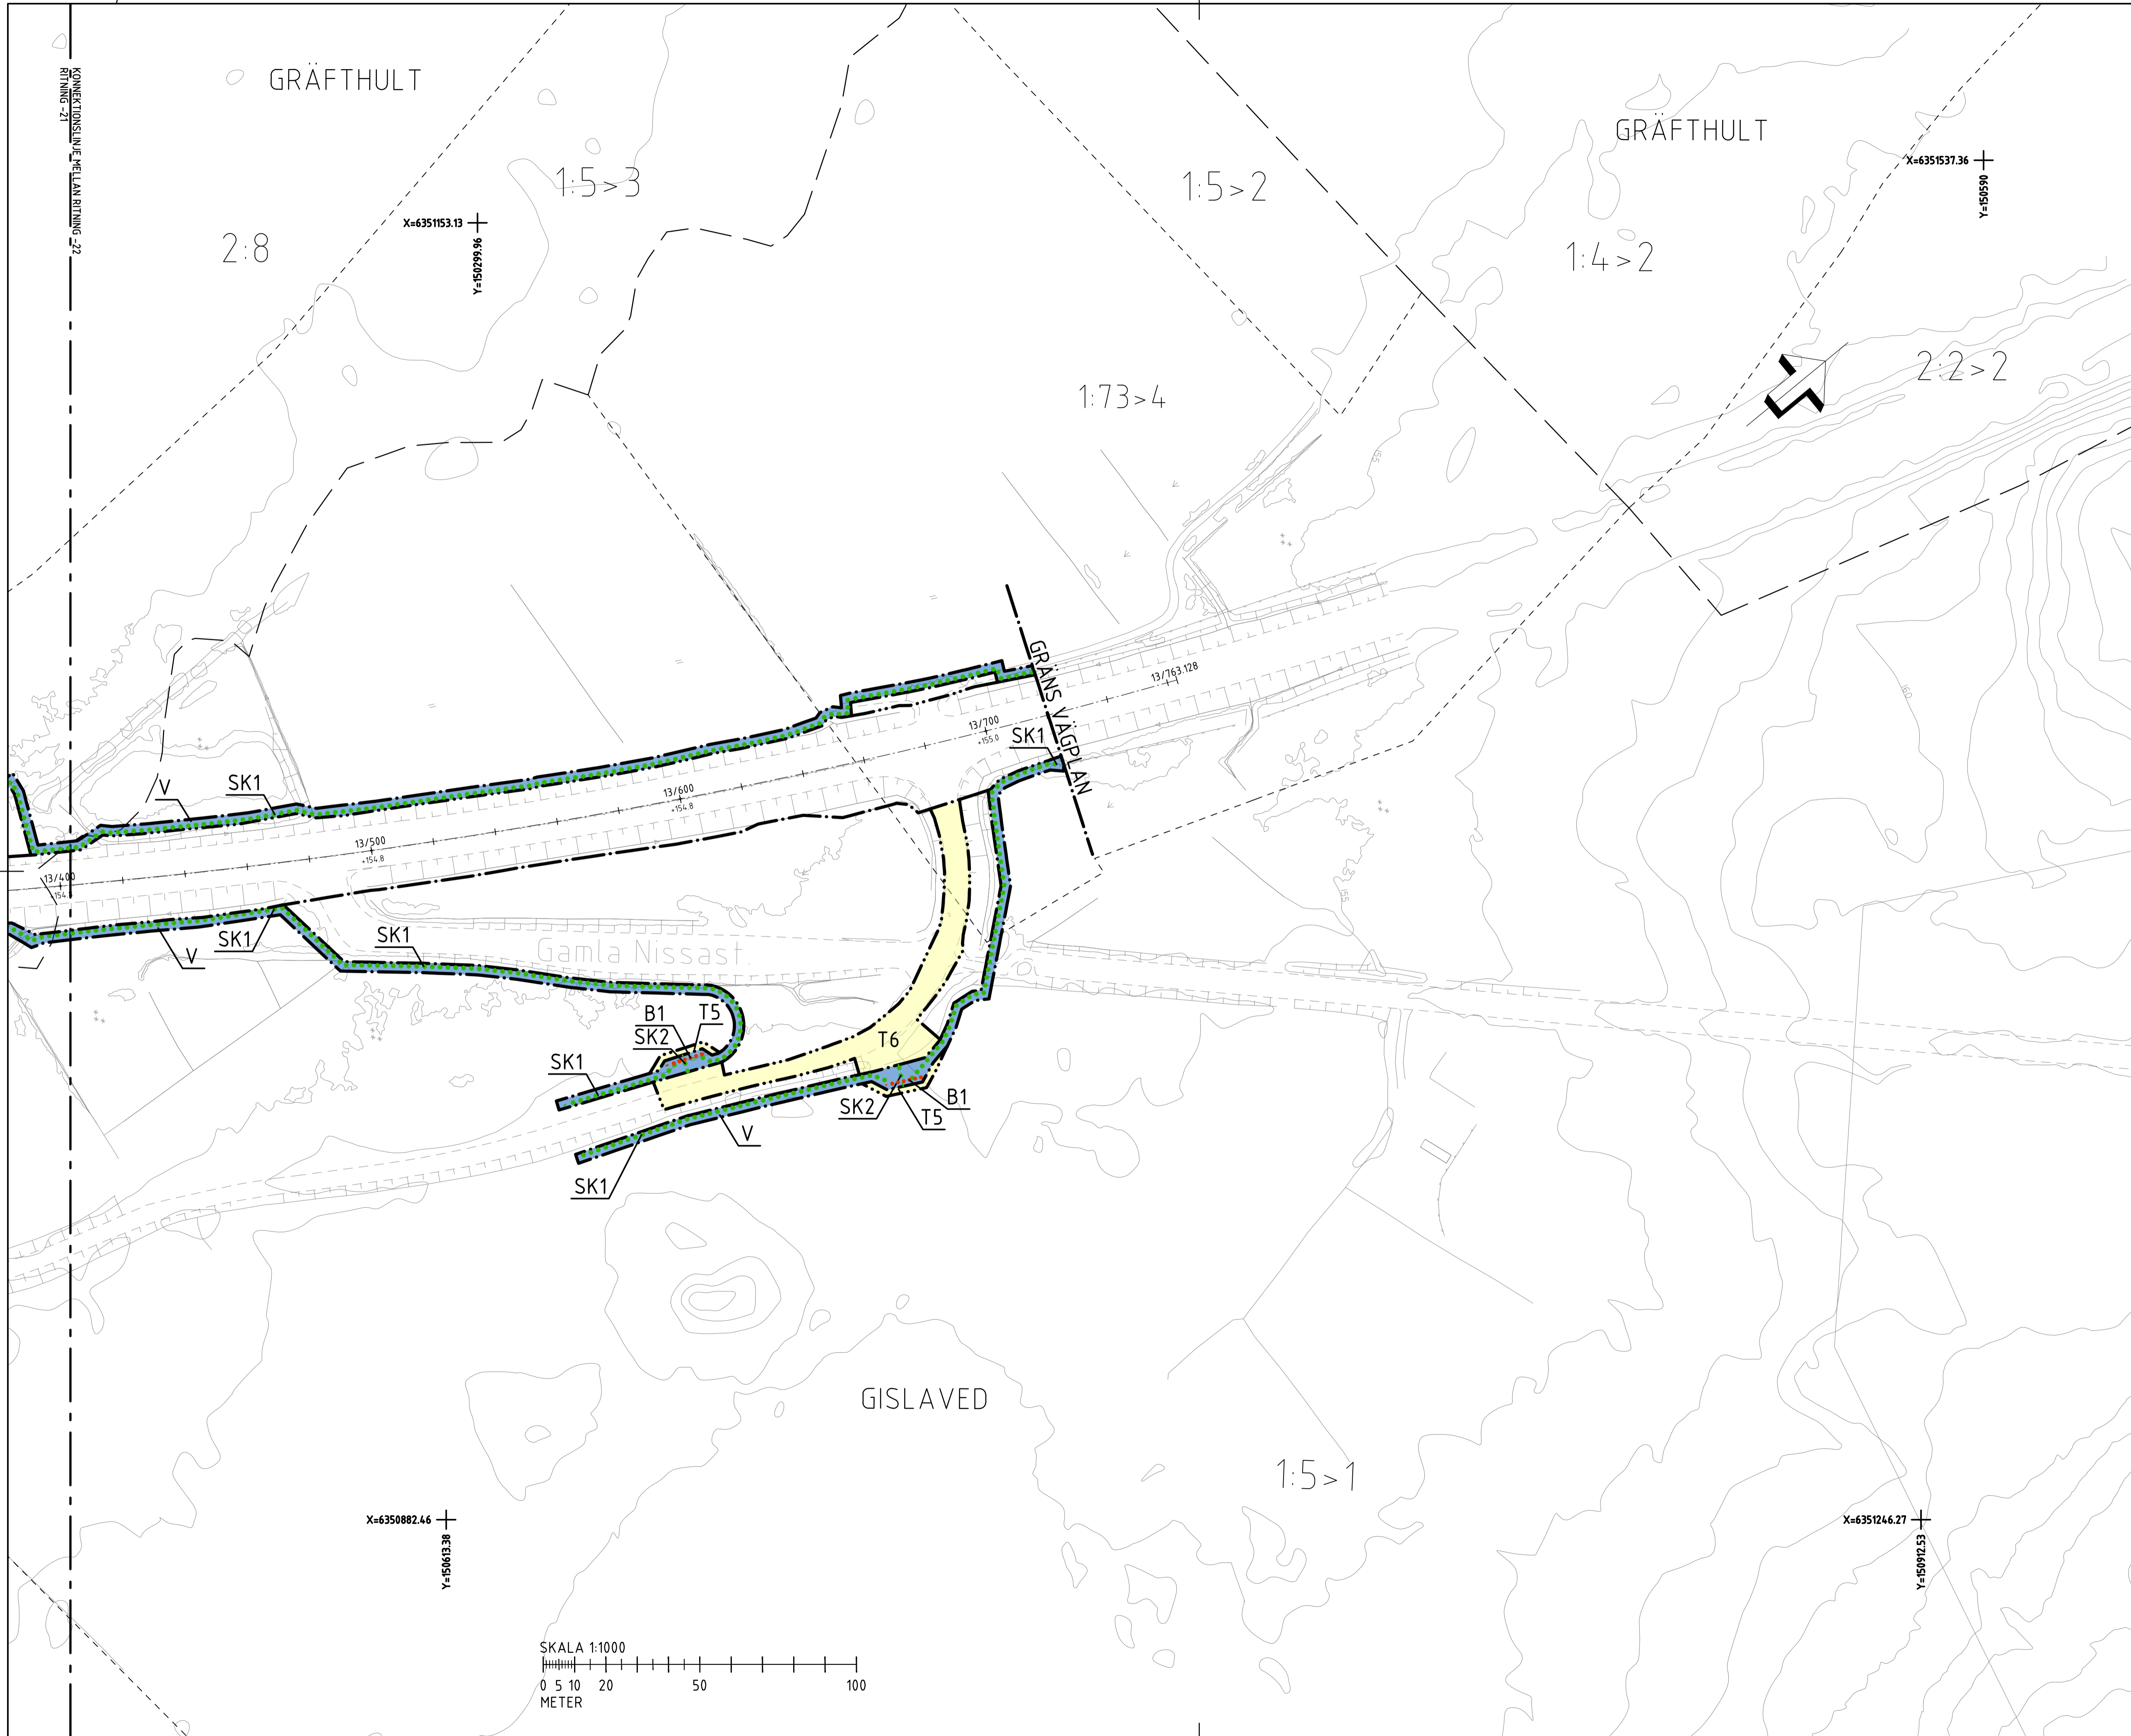 KONNEKTIONSLINJE MELLAN RITNING -22
RITNING -21
GRÄFTHULT
GRÄFTHULT
X=6351537.36
Y=150590
1:5>3
1:5>2
X=6351153.13
Y=150299.96
2:8
1:4>2
2:2>2
1:73>4
155
GRÄNS VÄGPLAN
13/763.128
160
13/700
+155.0
SK1
V
SK1
13/600
+154.8
13/500
+154.8
13/400
155
SK1
V
SK1
Gamla Nissast.
B1
T5
SK2
T6
SK1
B1
SK2
T5
V
SK1
GISLAVED
1:5>1
X=6350882.46
Y=150613.38
X=6351246.27
Y=150912.53
SKALA 1:1000
0 5 10 20 50 100
METER